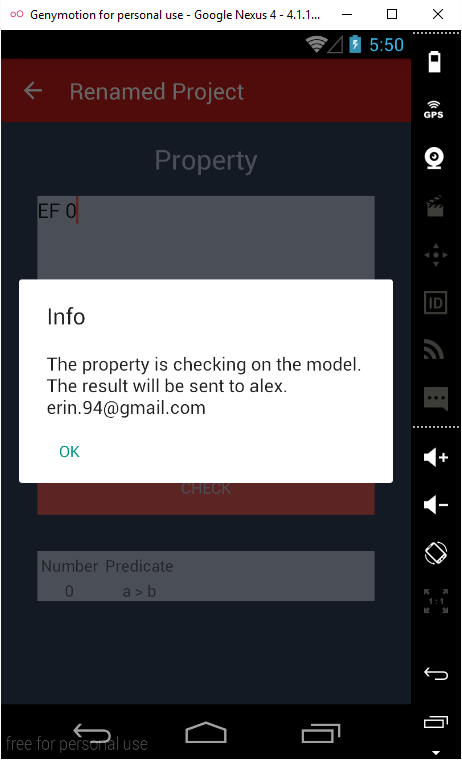 Genymotion for personal use - Google Nexus 4 - 4.1.1...
5:50
Renamed Project
GPS
Property
EF 0
ID
Info
The property is checking on the model.
The result will be sent to alex.
erin.94@gmail.com
OK
CHECK
Number Predicate
0 a > b
1:1
free for personal use